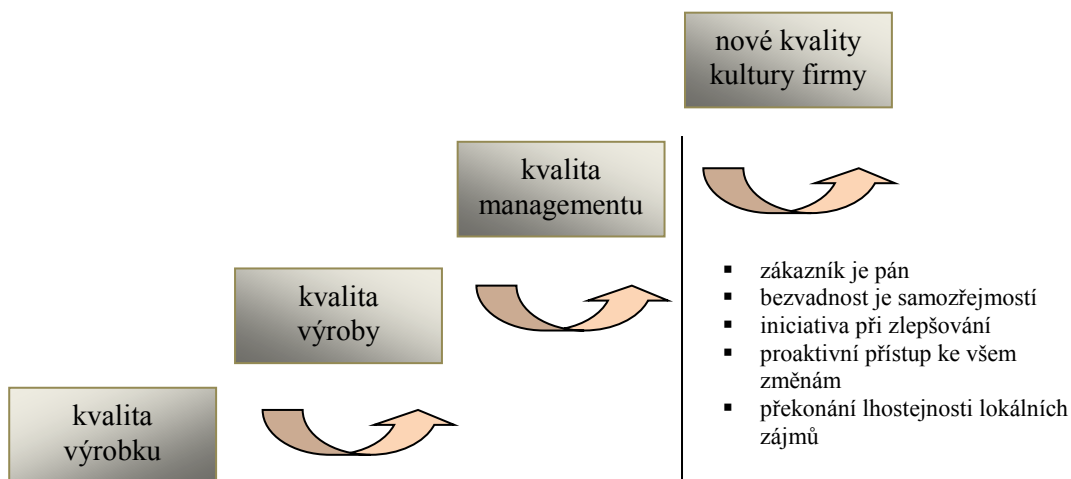 nové kvality
kultury firmy
kvalita
managementu
kvalita
výroby
kvalita
výrobku
▪ zákazník je pán
▪ bezvadnost je samozřejmostí
▪ iniciativa při zlepšování
▪ proaktivní přístup ke všem
změnám
▪ překonání lhostejnosti lokálních
zájmů